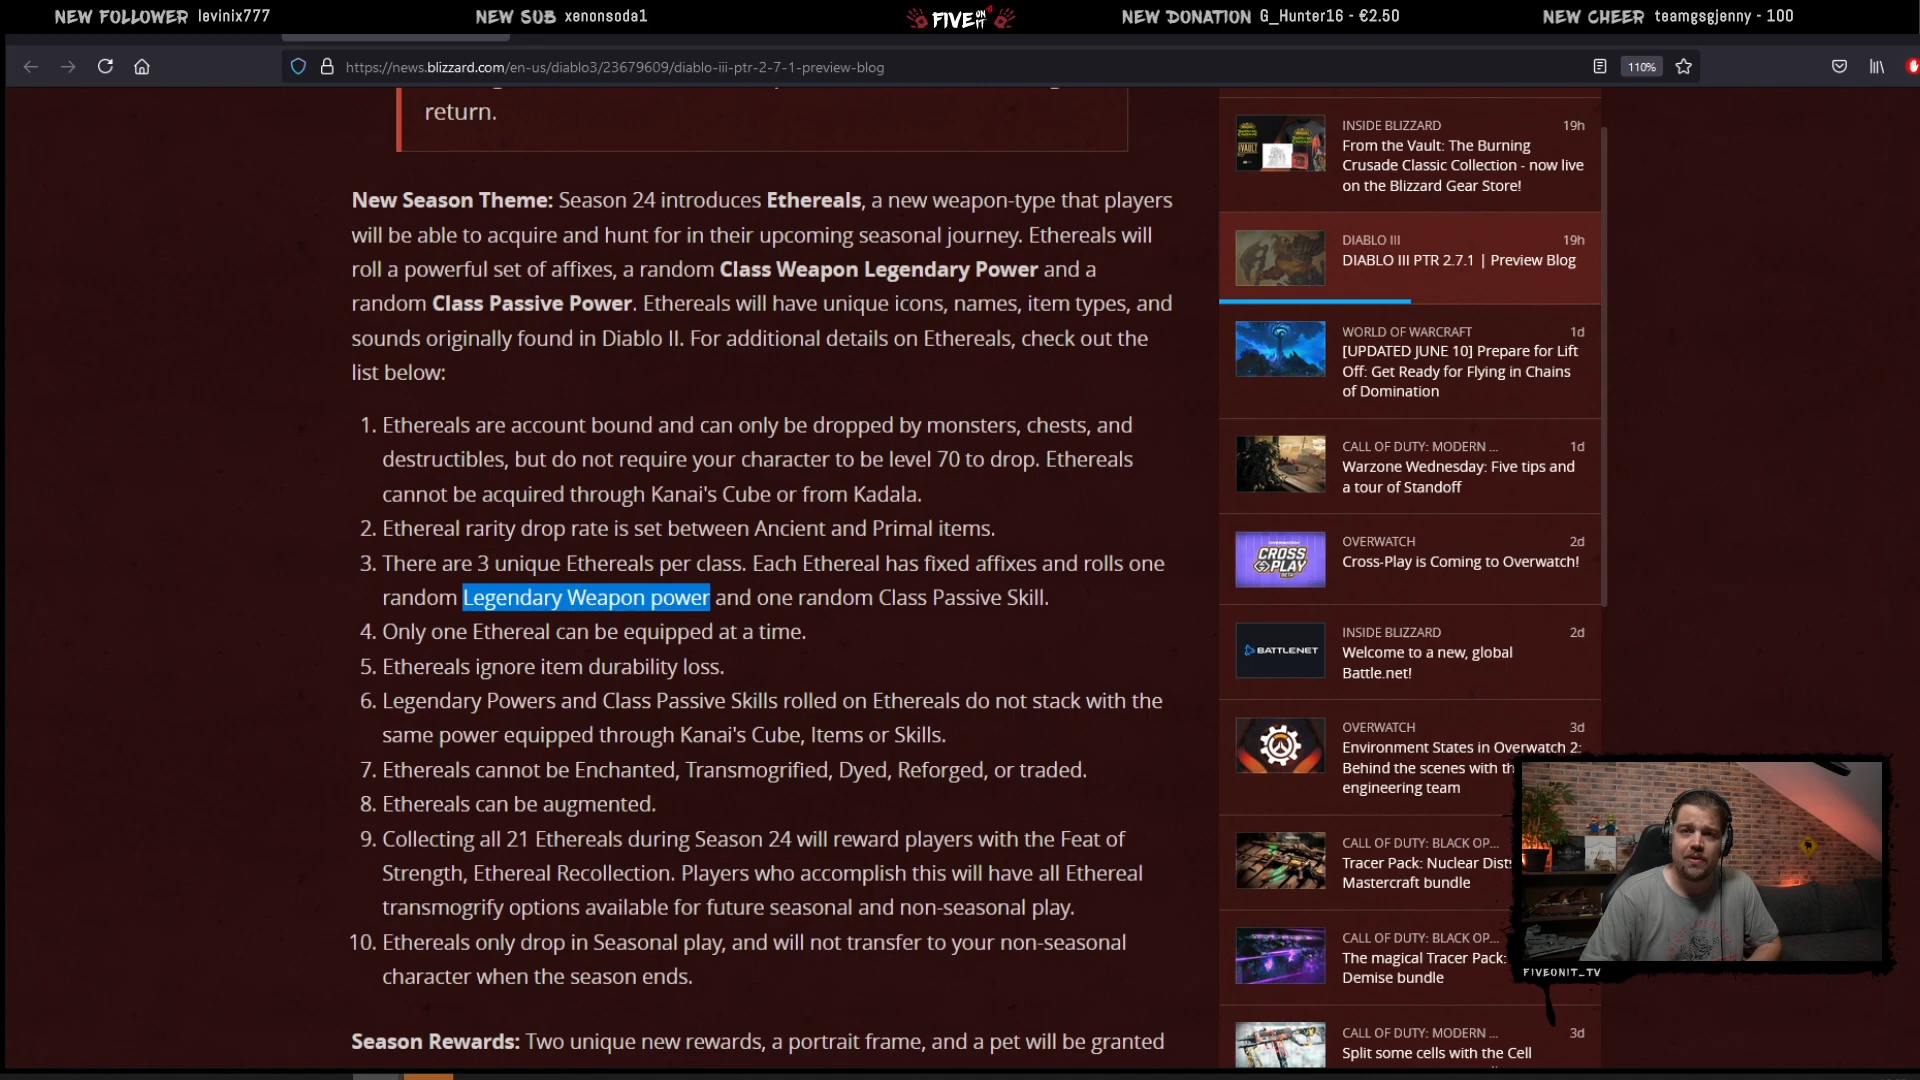 NEW FOLLOWER levinix777
NEW SUB xenonsoda1
FIVE ON IT
NEW DONATION G_Hunter16 - €2.50
NEW CHEER teamgsgjenny - 100
https://news.blizzard.com/en-us/diablo3/23679609/diablo-iii-ptr-2-7-1-preview-blog
110%
return.
New Season Theme: Season 24 introduces Ethereals, a new weapon-type that players
will be able to acquire and hunt for in their upcoming seasonal journey. Ethereals will
roll a powerful set of affixes, a random Class Weapon Legendary Power and a
random Class Passive Power. Ethereals will have unique icons, names, item types, and
sounds originally found in Diablo II. For additional details on Ethereals, check out the
list below:
1. Ethereals are account bound and can only be dropped by monsters, chests, and
destructibles, but do not require your character to be level 70 to drop. Ethereals
cannot be acquired through Kanai's Cube or from Kadala.
2. Ethereal rarity drop rate is set between Ancient and Primal items.
3. There are 3 unique Ethereals per class. Each Ethereal has fixed affixes and rolls one
random Legendary Weapon power and one random Class Passive Skill.
4. Only one Ethereal can be equipped at a time.
5. Ethereals ignore item durability loss.
6. Legendary Powers and Class Passive Skills rolled on Ethereals do not stack with the
same power equipped through Kanai's Cube, Items or Skills.
7. Ethereals cannot be Enchanted, Transmogrified, Dyed, Reforged, or traded.
8. Ethereals can be augmented.
9. Collecting all 21 Ethereals during Season 24 will reward players with the Feat of
Strength, Ethereal Recollection. Players who accomplish this will have all Ethereal
transmogrify options available for future seasonal and non-seasonal play.
10. Ethereals only drop in Seasonal play, and will not transfer to your non-seasonal
character when the season ends.
Season Rewards: Two unique new rewards, a portrait frame, and a pet will be granted
INSIDE BLIZZARD 19h
From the Vault: The Burning
Crusade Classic Collection - now live
on the Blizzard Gear Store!
DIABLO III 19h
DIABLO III PTR 2.7.1 | Preview Blog
WORLD OF WARCRAFT 1d
[UPDATED JUNE 10] Prepare for Lift
Off: Get Ready for Flying in Chains
of Domination
CALL OF DUTY: MODERN ... 1d
Warzone Wednesday: Five tips and
a tour of Standoff
OVERWATCH 2d
CROSS
PLAY
BETA
Cross-Play is Coming to Overwatch!
INSIDE BLIZZARD 2d
BATTLENET
Welcome to a new, global
Battle.net!
OVERWATCH 3d
Environment States in Overwatch 2:
Behind the scenes with th
engineering team
CALL OF DUTY: BLACK OP...
Tracer Pack: Nuclear Dist
Mastercraft bundle
CALL OF DUTY: BLACK OP...
The magical Tracer Pack:
Demise bundle
FIVEONIT_TV
CALL OF DUTY: MODERN ... 3d
Split some cells with the Cell